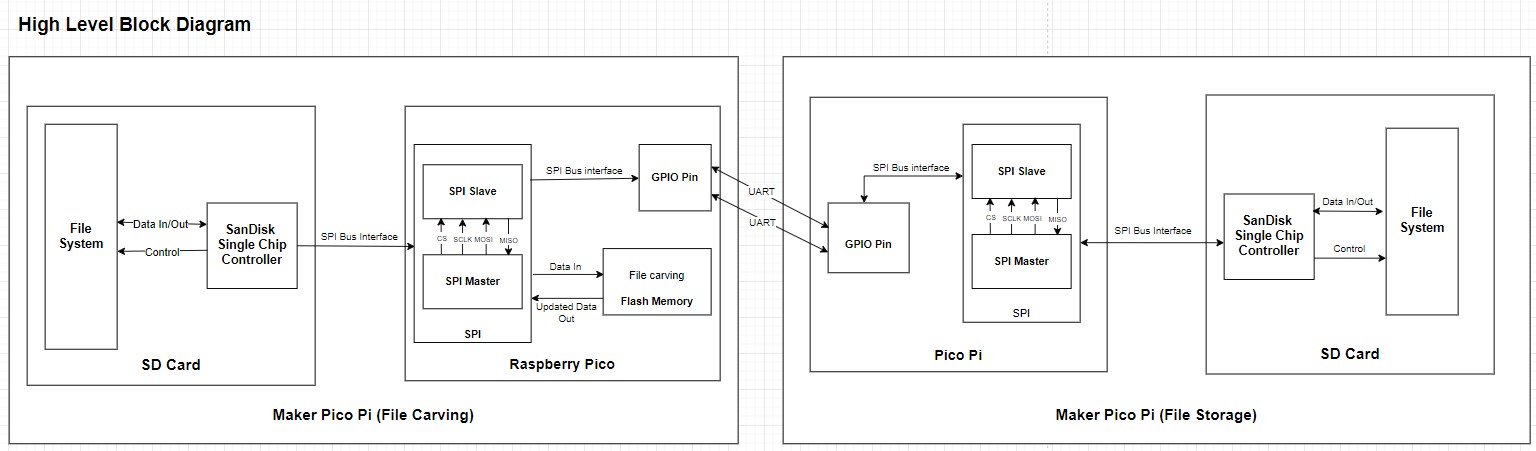 High Level Block Diagram
File
System
Data In/Out
Control
SanDisk
Single Chip
Controller
SD Card
SPI Bus Interface
SPI Slave
CS
SCLK
MOSI
MISO
SPI Master
SPI
SPI Bus interface
GPIO Pin
Data In
Updated Data
Out
File carving
Flash Memory
Raspberry Pico
Maker Pico Pi (File Carving)
UART
UART
GPIO Pin
SPI Bus interface
SPI Slave
CS
SCLK
MOSI
MISO
SPI Master
SPI
Pico Pi
SPI Bus Interface
SanDisk
Single Chip
Controller
Data In/Out
Control
File
System
SD Card
Maker Pico Pi (File Storage)